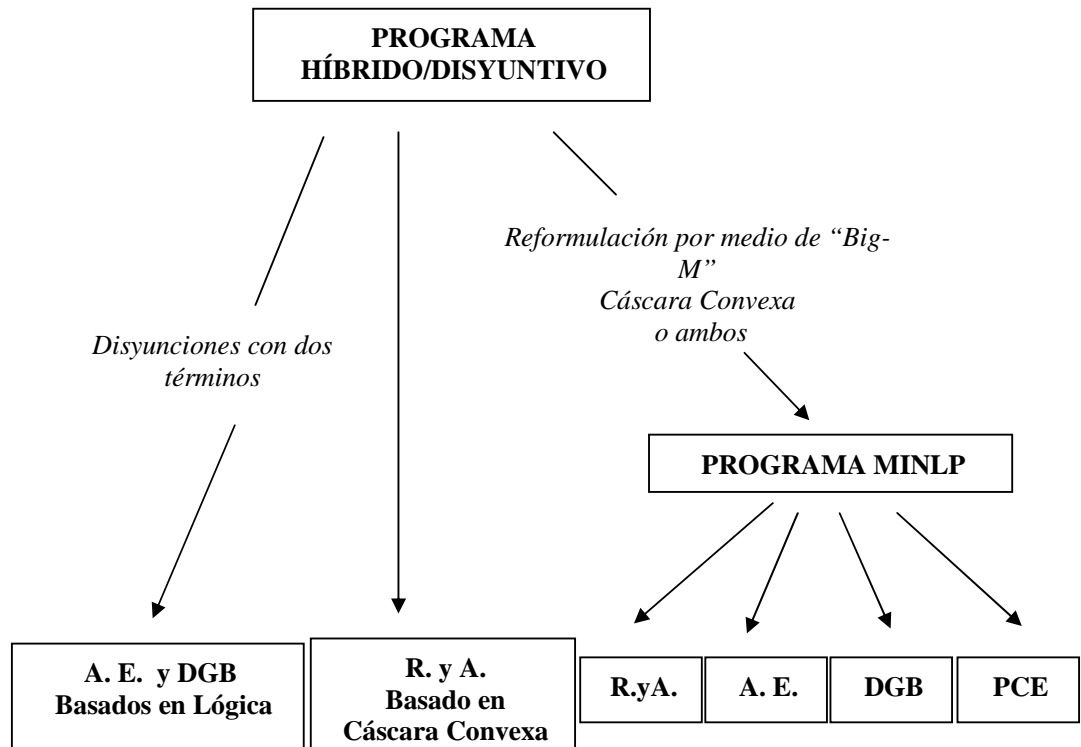 PROGRAMA
HÍBRIDO/DISYUNTIVO
Reformulación por medio de “Big-
M”
Cáscara Convexa
o ambos
Disyunciones con dos
términos
PROGRAMA MINLP
A. E. y DGB
Basados en Lógica
R. y A.
Basado en
Cáscara Convexa
R.yA.
A. E.
DGB
PCE